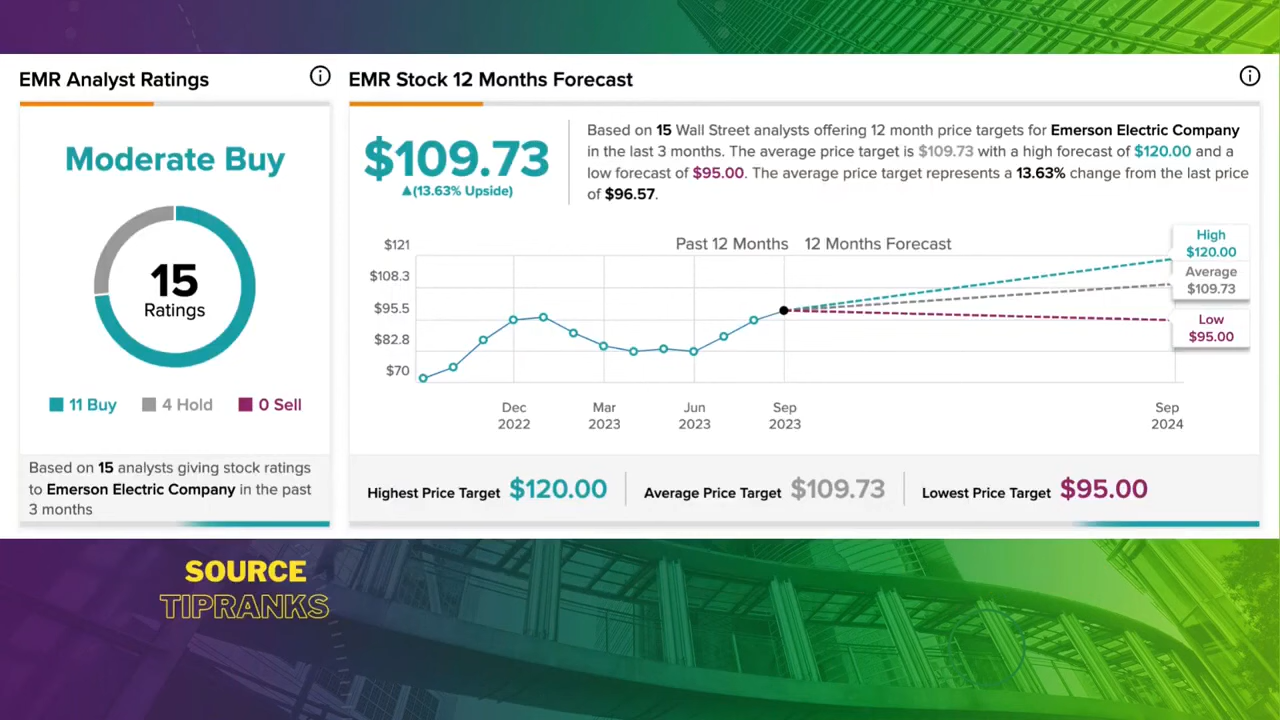 EMR Analyst Ratings
Moderate Buy
15
Ratings
11 Buy
4 Hold
0 Sell
Based on 15 analysts giving stock ratings
to Emerson Electric Company in the past
3 months
EMR Stock 12 Months Forecast
$109.73
▲(13.63% Upside)
Based on 15 Wall Street analysts offering 12 month price targets for Emerson Electric Company
in the last 3 months. The average price target is $109.73 with a high forecast of $120.00 and a
low forecast of $95.00. The average price target represents a 13.63% change from the last price
of $96.57.
Past 12 Months
12 Months Forecast
$121
$108.3
$95.5
$82.8
$70
High
$120.00
Average
$109.73
Low
$95.00
Dec
2022
Mar
2023
Jun
2023
Sep
2023
Sep
2024
Highest Price Target $120.00
Average Price Target $109.73
Lowest Price Target $95.00
SOURCE
TIPRANKS